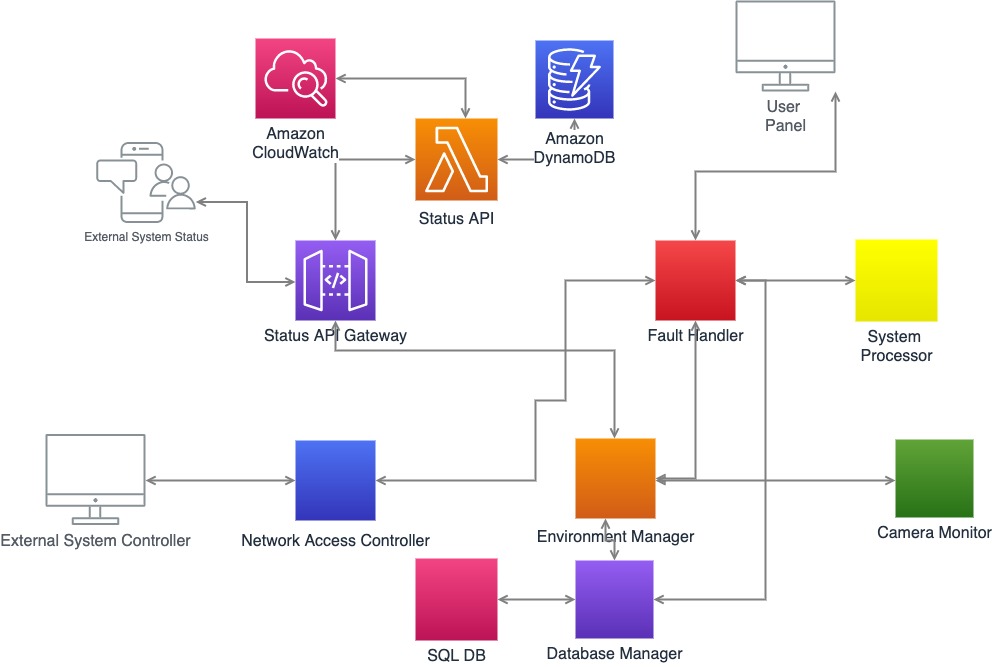 User
Panel
Amazon
CloudWatch
Amazon
DynamoDB
Status API
External System Status
</>
Status API Gateway
Fault Handler
System
Processor
External System Controller
Network Access Controller
Environment Manager
Camera Monitor
SQL DB
Database Manager